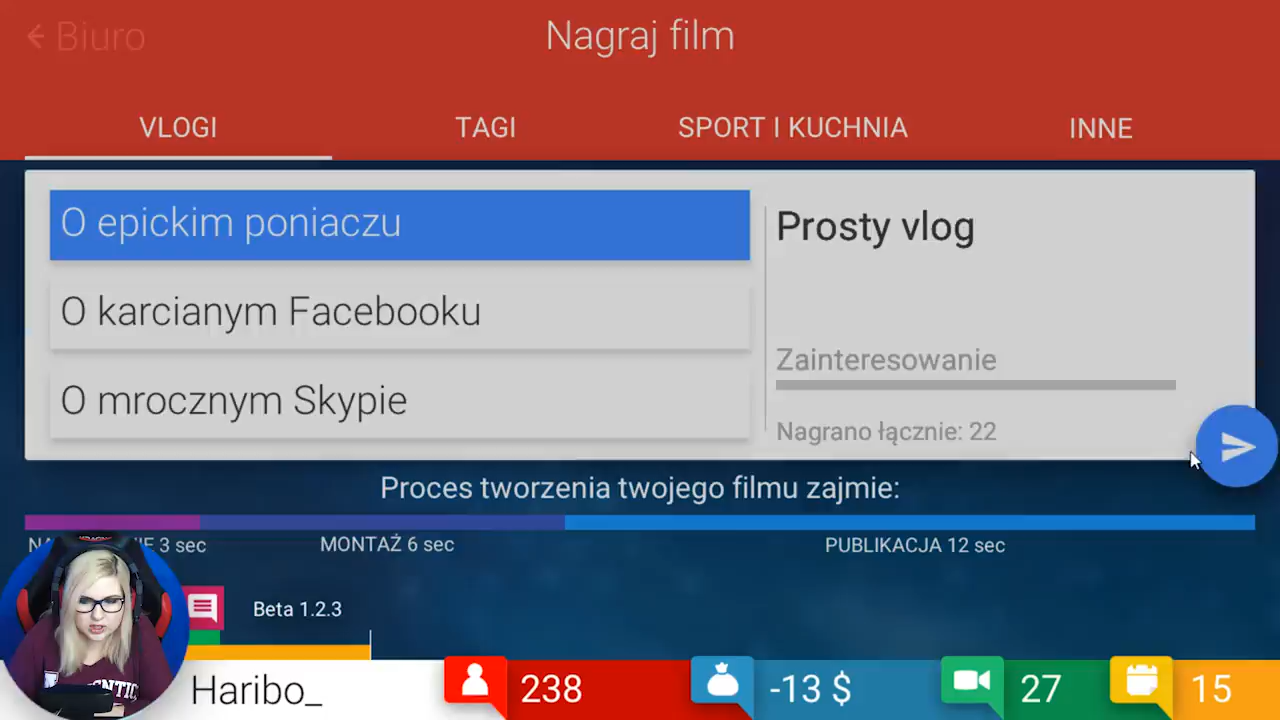 Biuro
Nagraj film
VLOGI
TAGI
SPORT I KUCHNIA
INNE
O epickim poniaczu
O karcianym Facebooku
O mrocznym Skypie
Prosty vlog
Zainteresowanie
Nagrano łącznie: 22
Proces tworzenia twojego filmu zajmie:
3 sec
MONTAŻ 6 sec
PUBLIKACJA 12 sec
Beta 1.2.3
Haribo_
238
-13 $
27
15